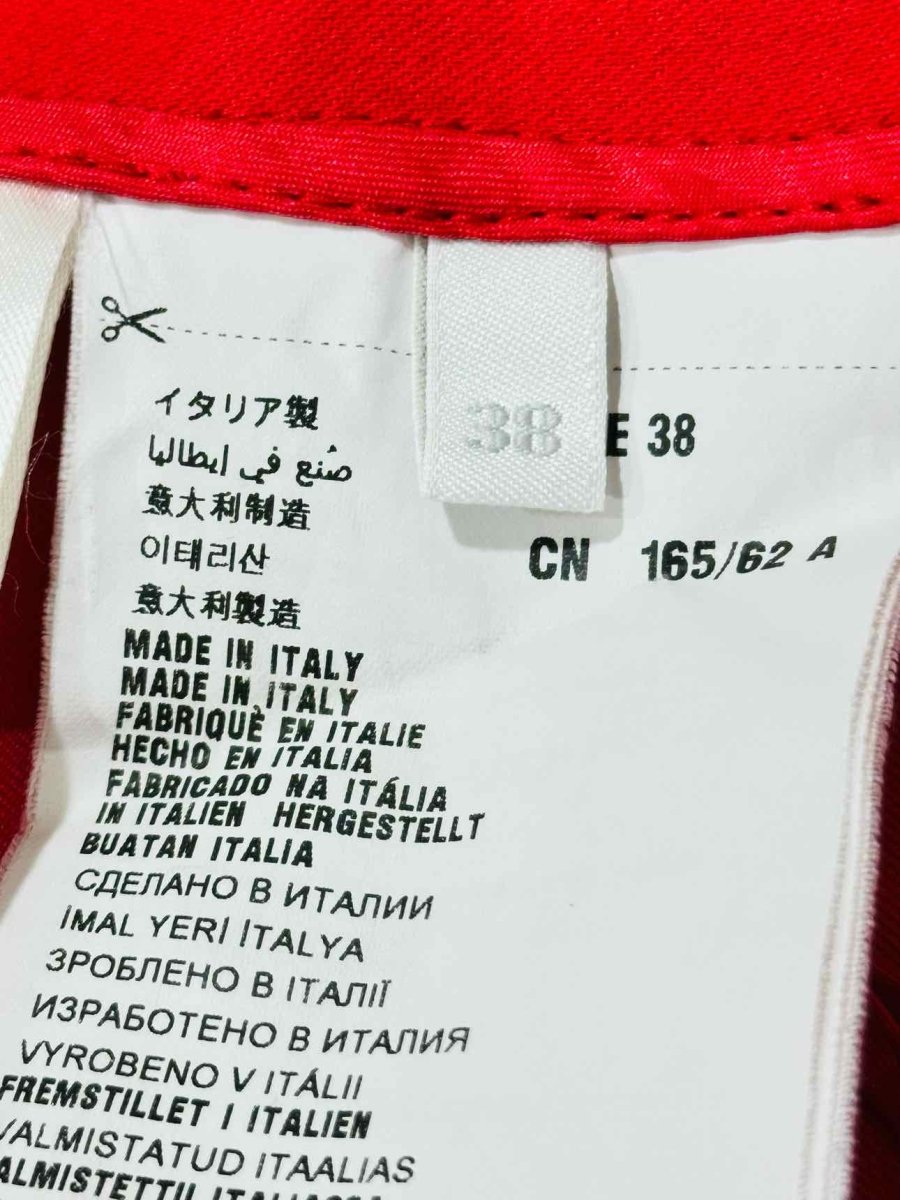 38
E 38
CN 165/62 A
イタリア製
صُنع في إيطاليا
意大利制造
이태리산
意大利製造
MADE IN ITALY
MADE IN ITALY
FABRIQUÈ EN ITALIE
HECHO EN ITALIA
FABRICADO NA ITÁLIA
IN ITALIEN HERGESTELLT
BUATAN ITALIA
СДЕЛАНО В ИТАЛИИ
IMAL YERİ İTALYA
ЗРОБЛЕНО В ІТАЛІЇ
ИЗРАБОТЕНО В ИТАЛИЯ
VYROBENO V ITÁLII
FREMSTILLET I ITALIEN
VALMISTATUD ITAALIAS